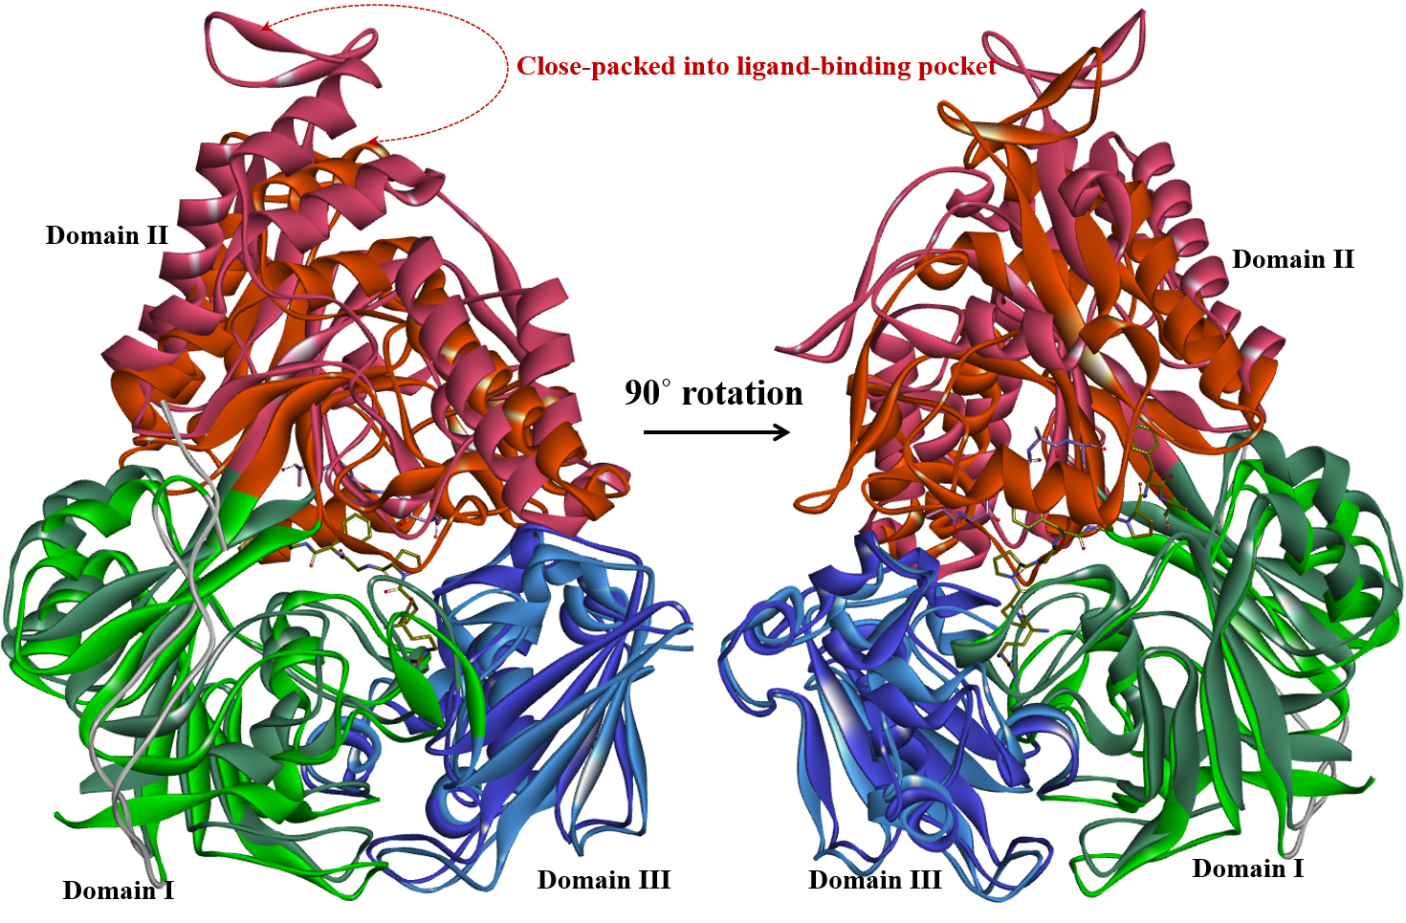 Close-packed into ligand-binding pocket
Domain II
Domain II
90° rotation
Domain I
Domain III
Domain III
Domain I